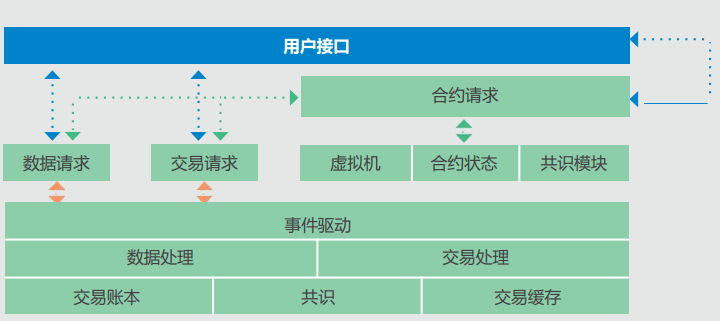 用户接口
合约请求
数据请求
交易请求
虚拟机
合约状态
共识模块
事件驱动
数据处理
交易处理
交易账本
共识
交易缓存